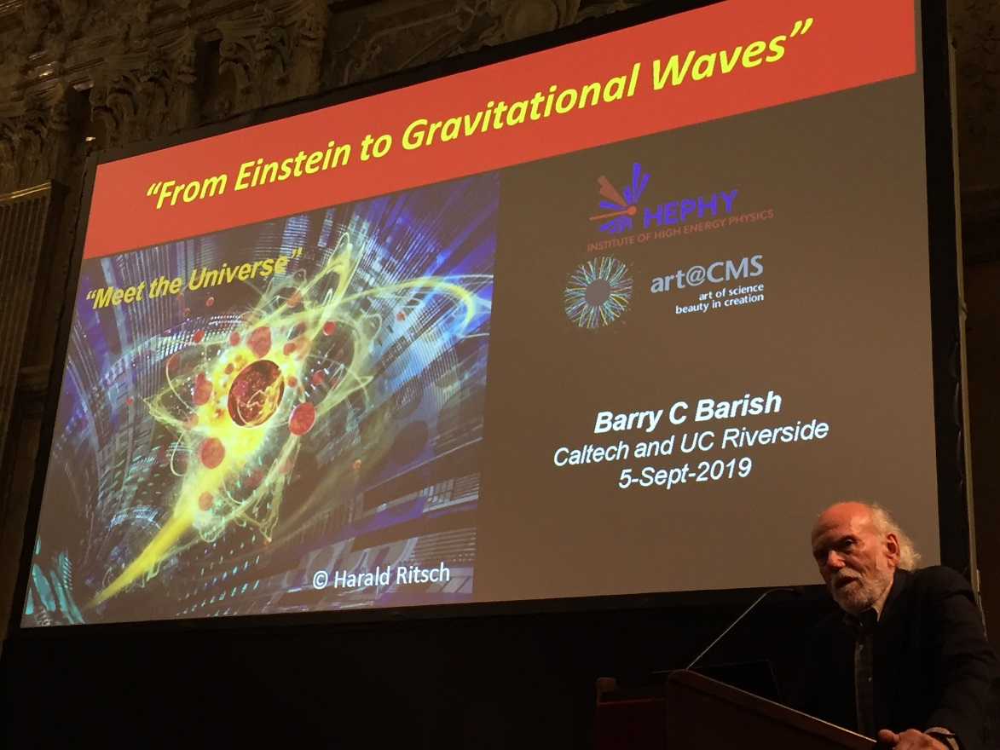 “From Einstein to Gravitational Waves”
“Meet the Universe”
HEPHY
INSTITUTE OF HIGH ENERGY PHYSICS
art@CMS
art of science
beauty in creation
Barry C Barish
Caltech and UC Riverside
5-Sept-2019
© Harald Ritsch